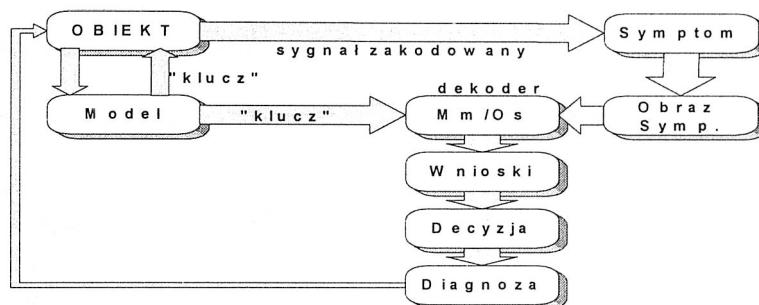 OBIEKT
Symptom
sygnał zakodowany
"klucz"
dekoder
Model
"klucz"
Mm/Os
Obraz
Symp.
Wnioski
Decyzja
Diagnoza